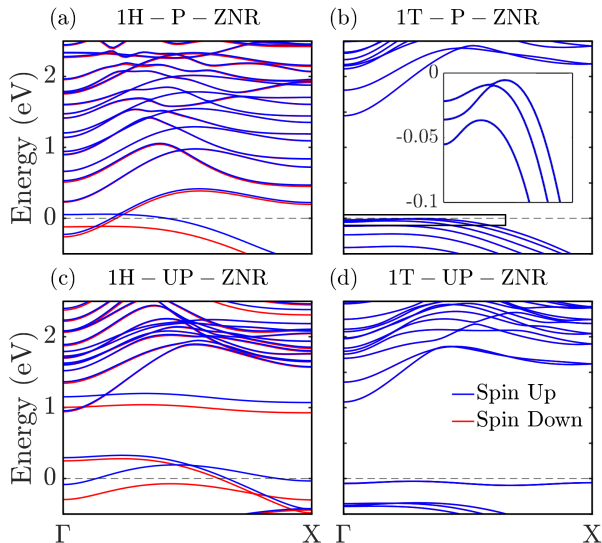 (a) 1H − P − ZNR
(b) 1T − P − ZNR
Energy (eV)
2
1
0
0
-0.05
-0.1
(c) 1H − UP − ZNR
(d) 1T − UP − ZNR
Energy (eV)
2
1
0
Spin Up
Spin Down
Γ X Γ X